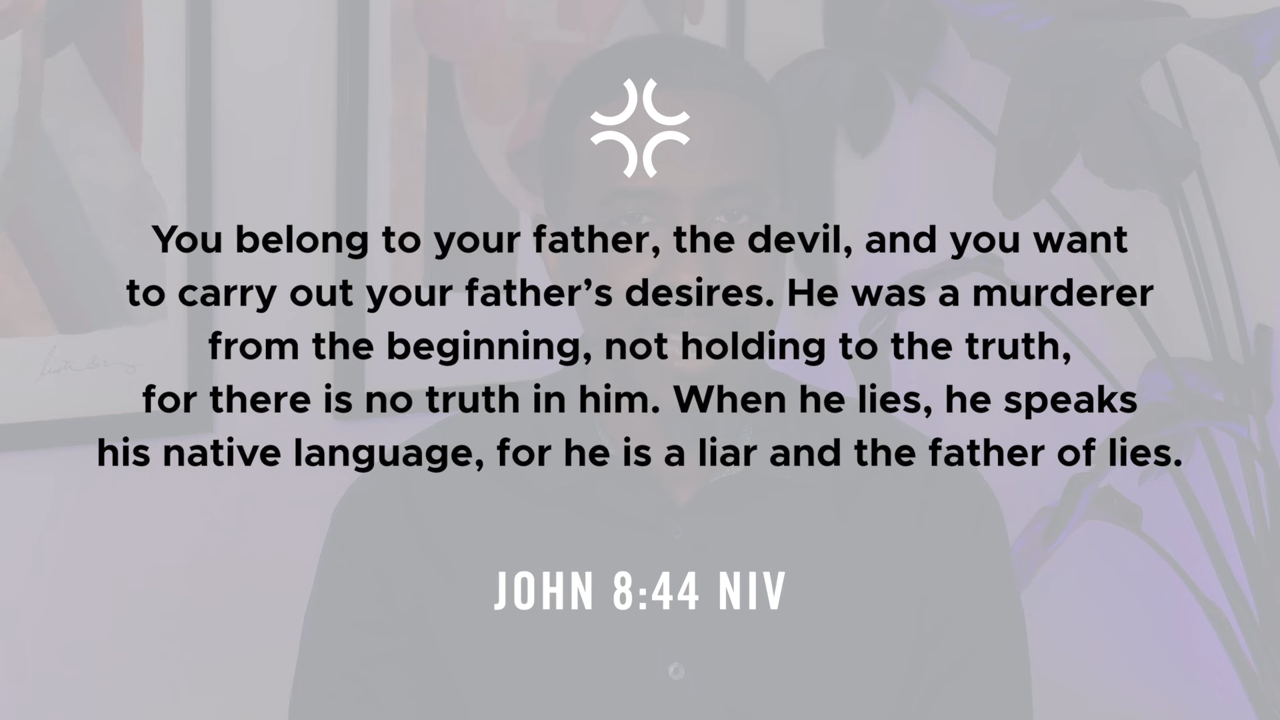 You belong to your father, the devil, and you want
to carry out your father’s desires. He was a murderer
from the beginning, not holding to the truth,
for there is no truth in him. When he lies, he speaks
his native language, for he is a liar and the father of lies.
JOHN 8:44 NIV